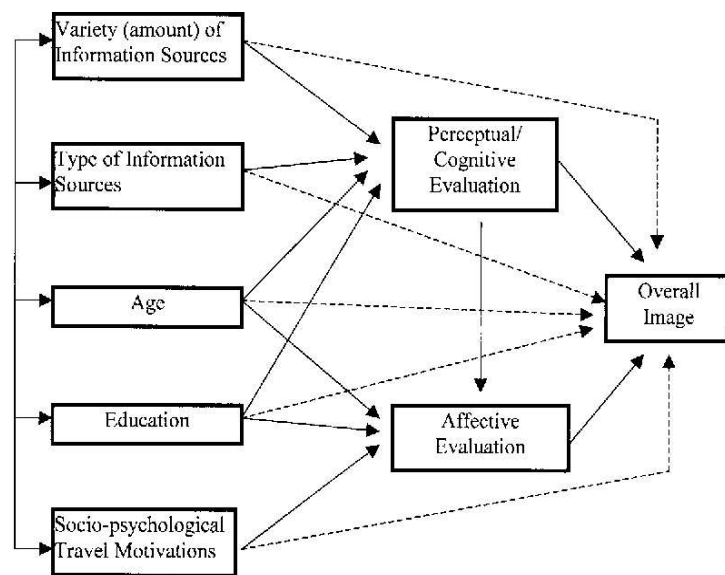 Variety (amount) of
Information Sources
Type of Information
Sources
Age
Education
Socio-psychological
Travel Motivations
Perceptual/
Cognitive
Evaluation
Affective
Evaluation
Overall
Image